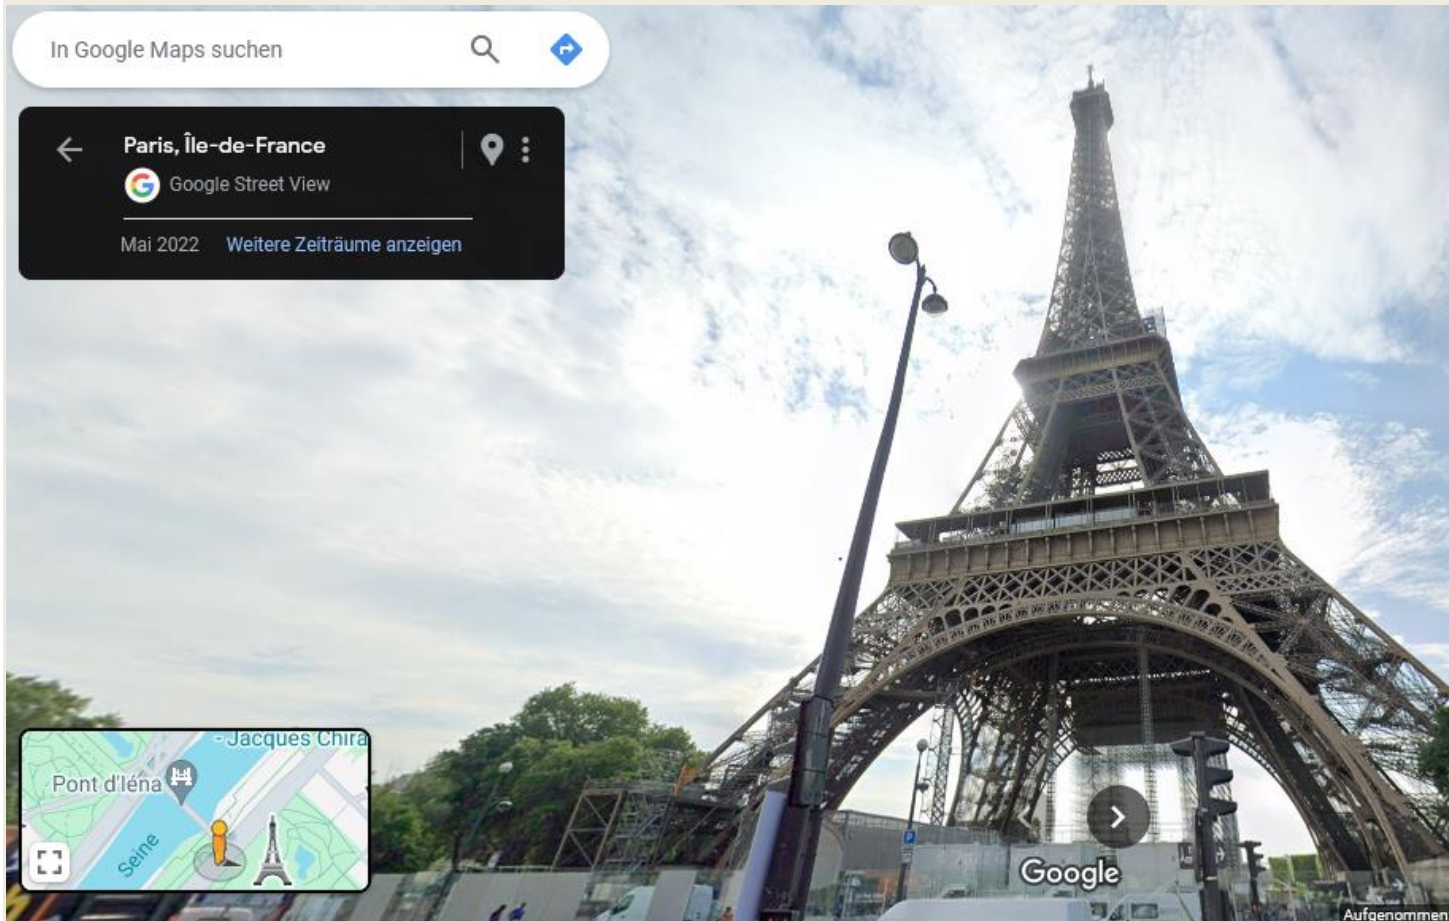 In Google Maps suchen
Paris, Île-de-France
Google Street View
Mai 2022 Weitere Zeiträume anzeigen
- Jacques Chira
Pont d'Iéna
Seine
Google
Aufgenommen